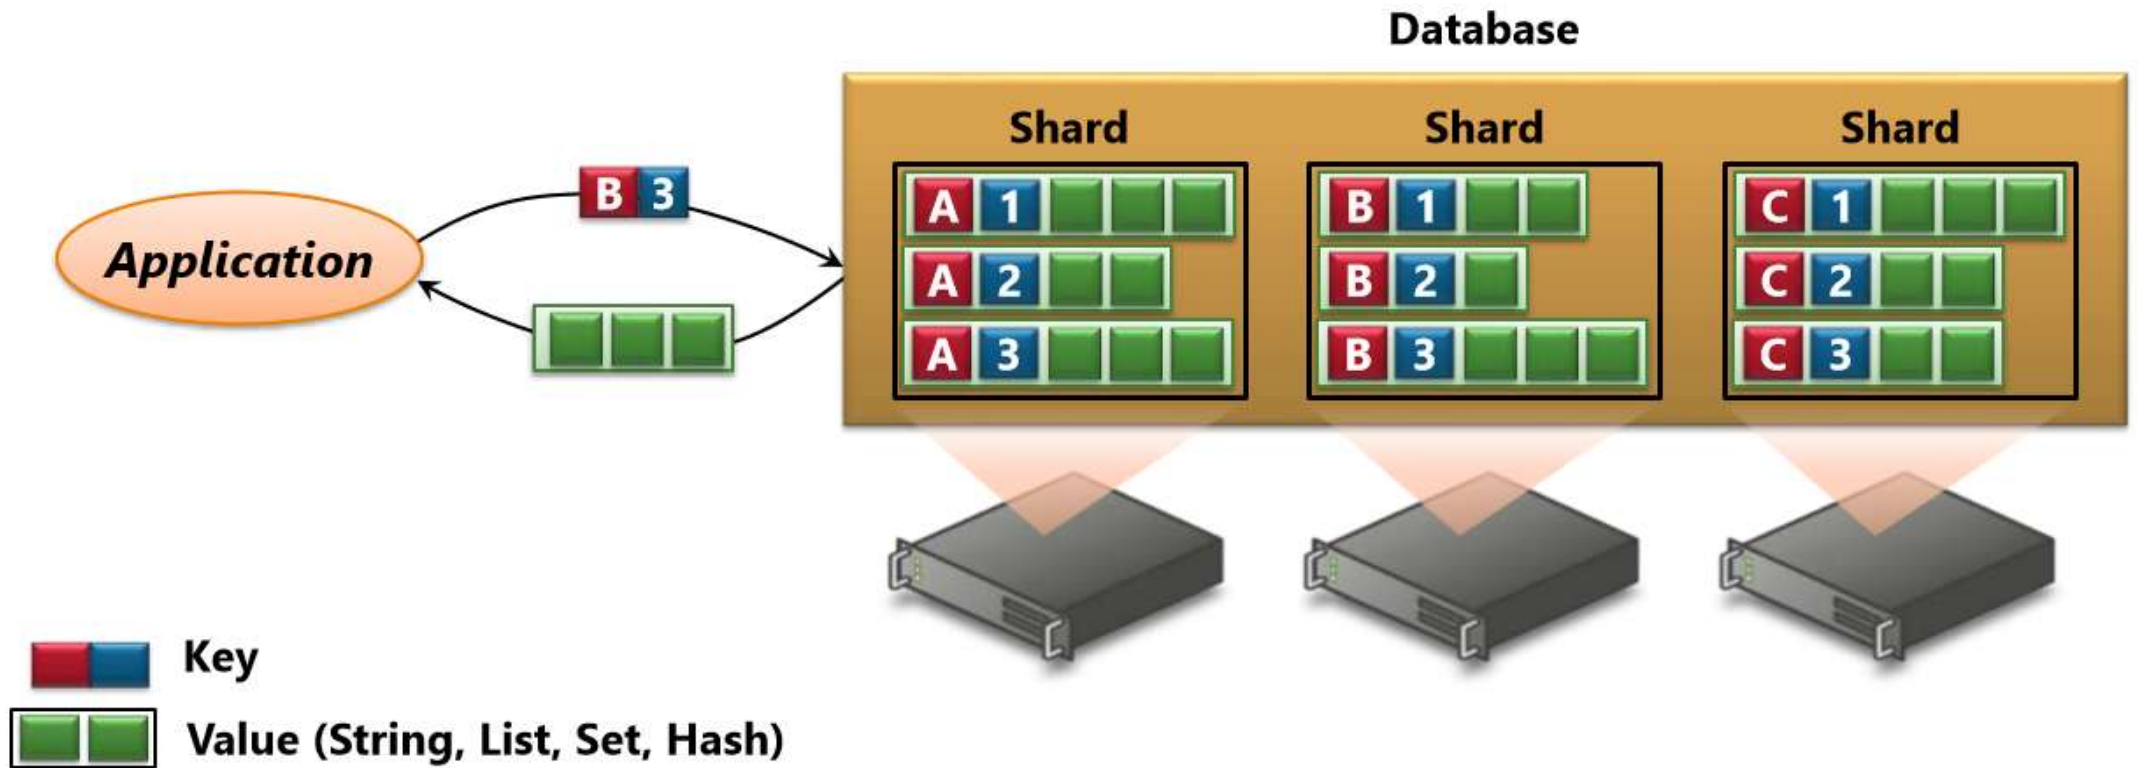 Database
Shard Shard Shard
B 3
A 1 B 1 C 1
Application
A 2 B 2 C 2
A 3 B 3 C 3
Key
Value (String, List, Set, Hash)